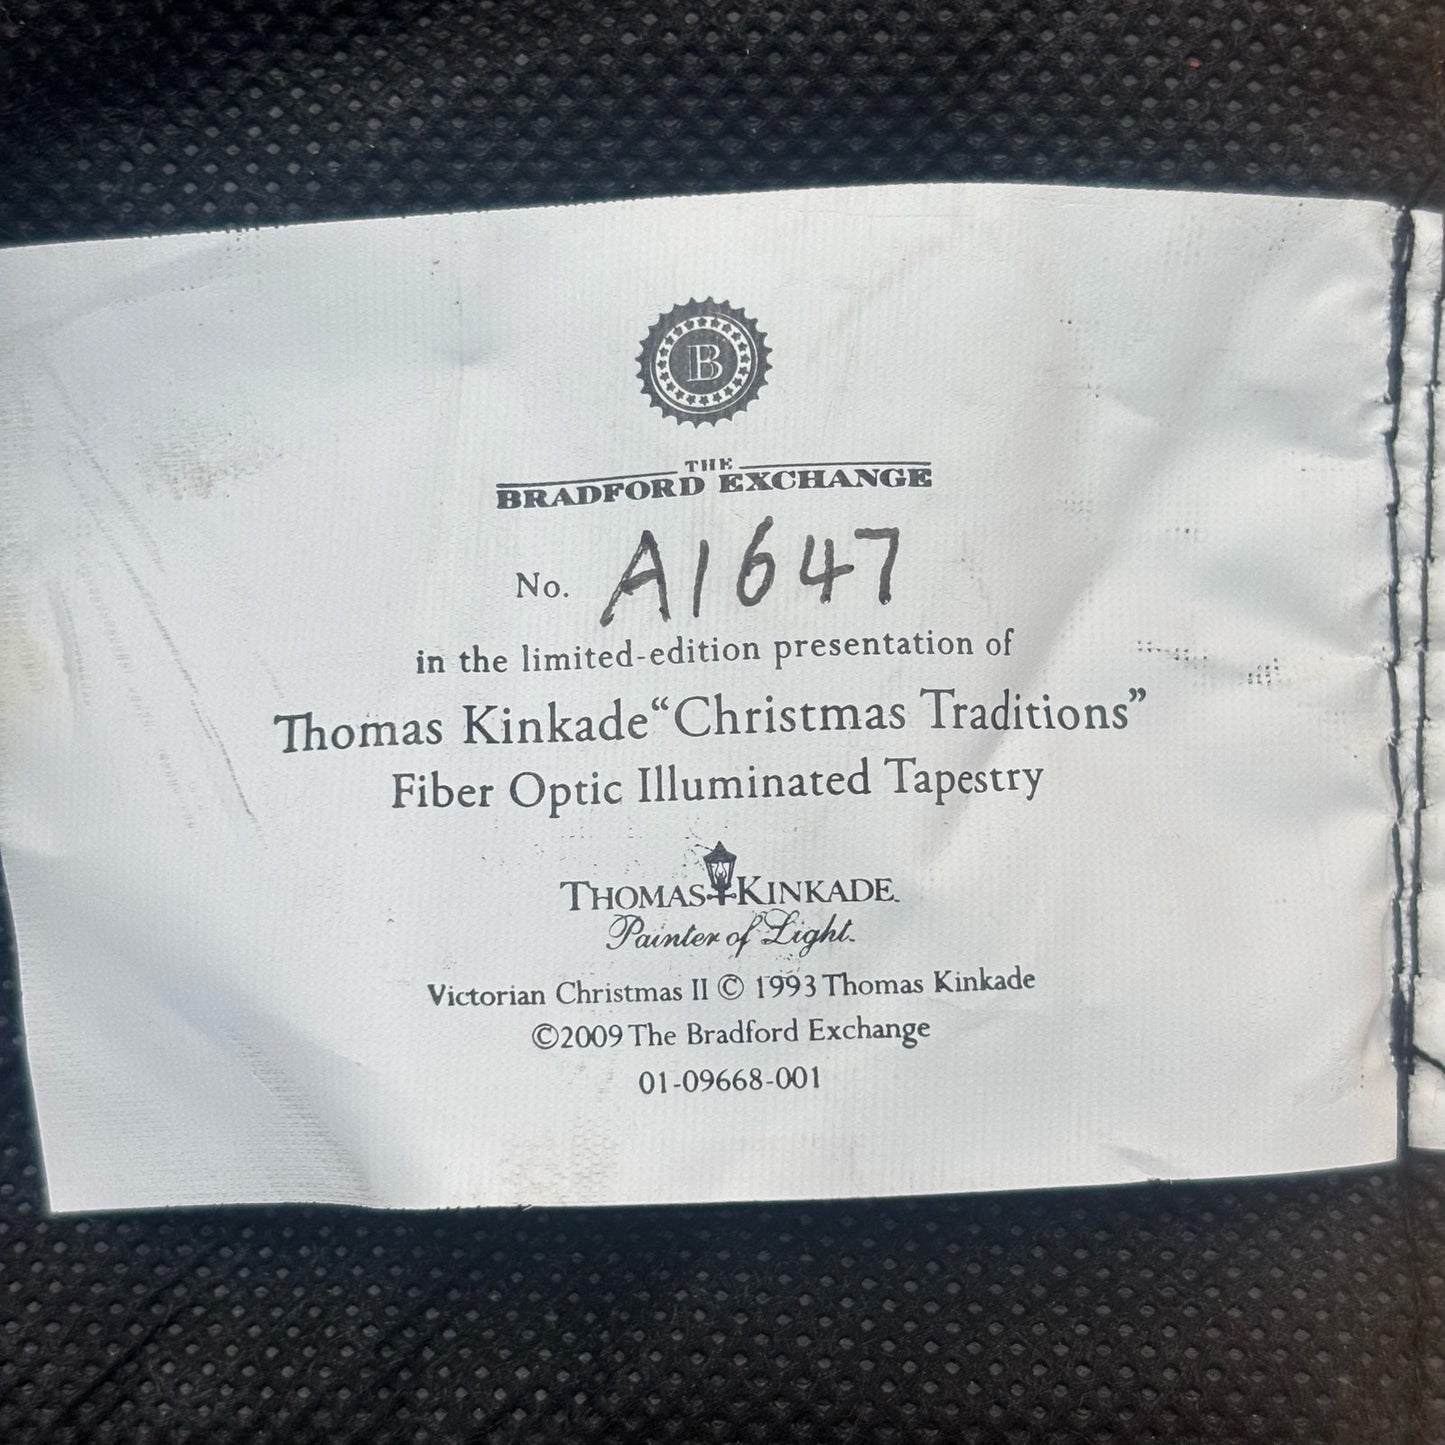 B
THE
BRADFORD EXCHANGE
No. A1647
in the limited-edition presentation of
Thomas Kinkade “Christmas Traditions”
Fiber Optic Illuminated Tapestry
THOMAS KINKADE
Painter of Light
Victorian Christmas II © 1993 Thomas Kinkade
©2009 The Bradford Exchange
01-09668-001